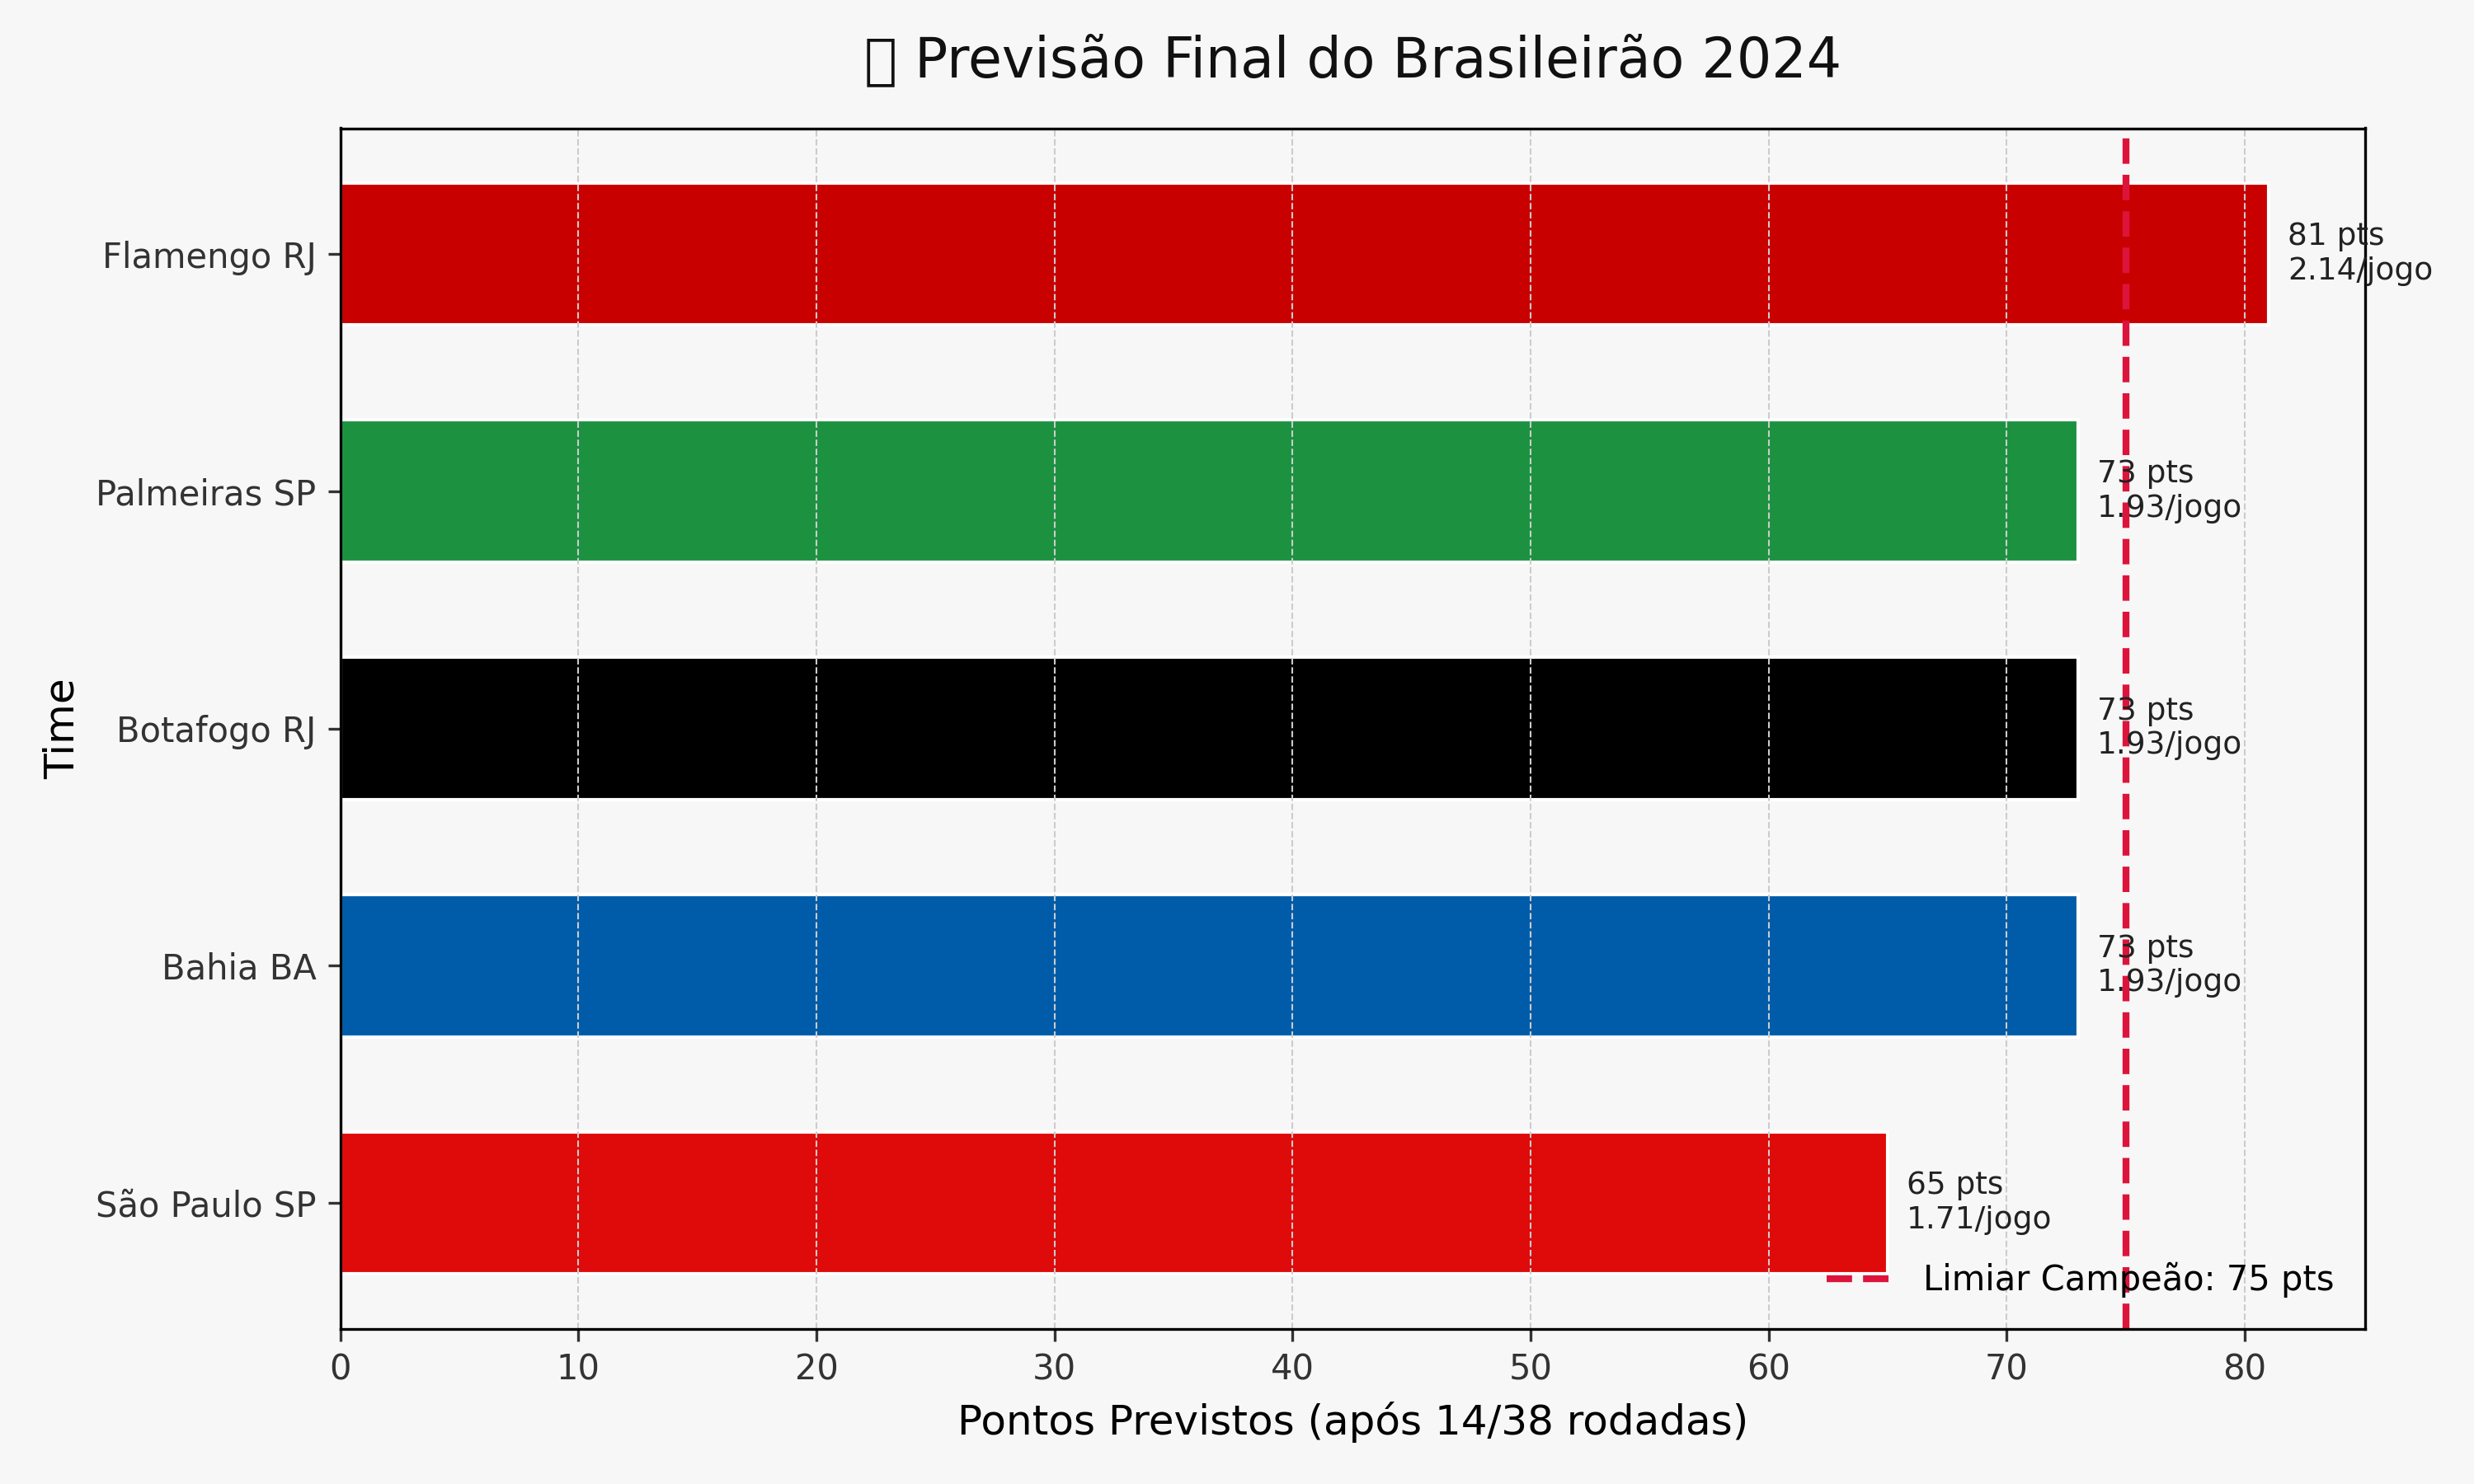 Previsão Final do Brasileirão 2024
Flamengo RJ
81 pts
2.14/jogo
Palmeiras SP
73 pts
1.93/jogo
Botafogo RJ
73 pts
1.93/jogo
Bahia BA
73 pts
1.93/jogo
São Paulo SP
65 pts
1.71/jogo
Time
Limiar Campeão: 75 pts
0 10 20 30 40 50 60 70 80
Pontos Previstos (após 14/38 rodadas)